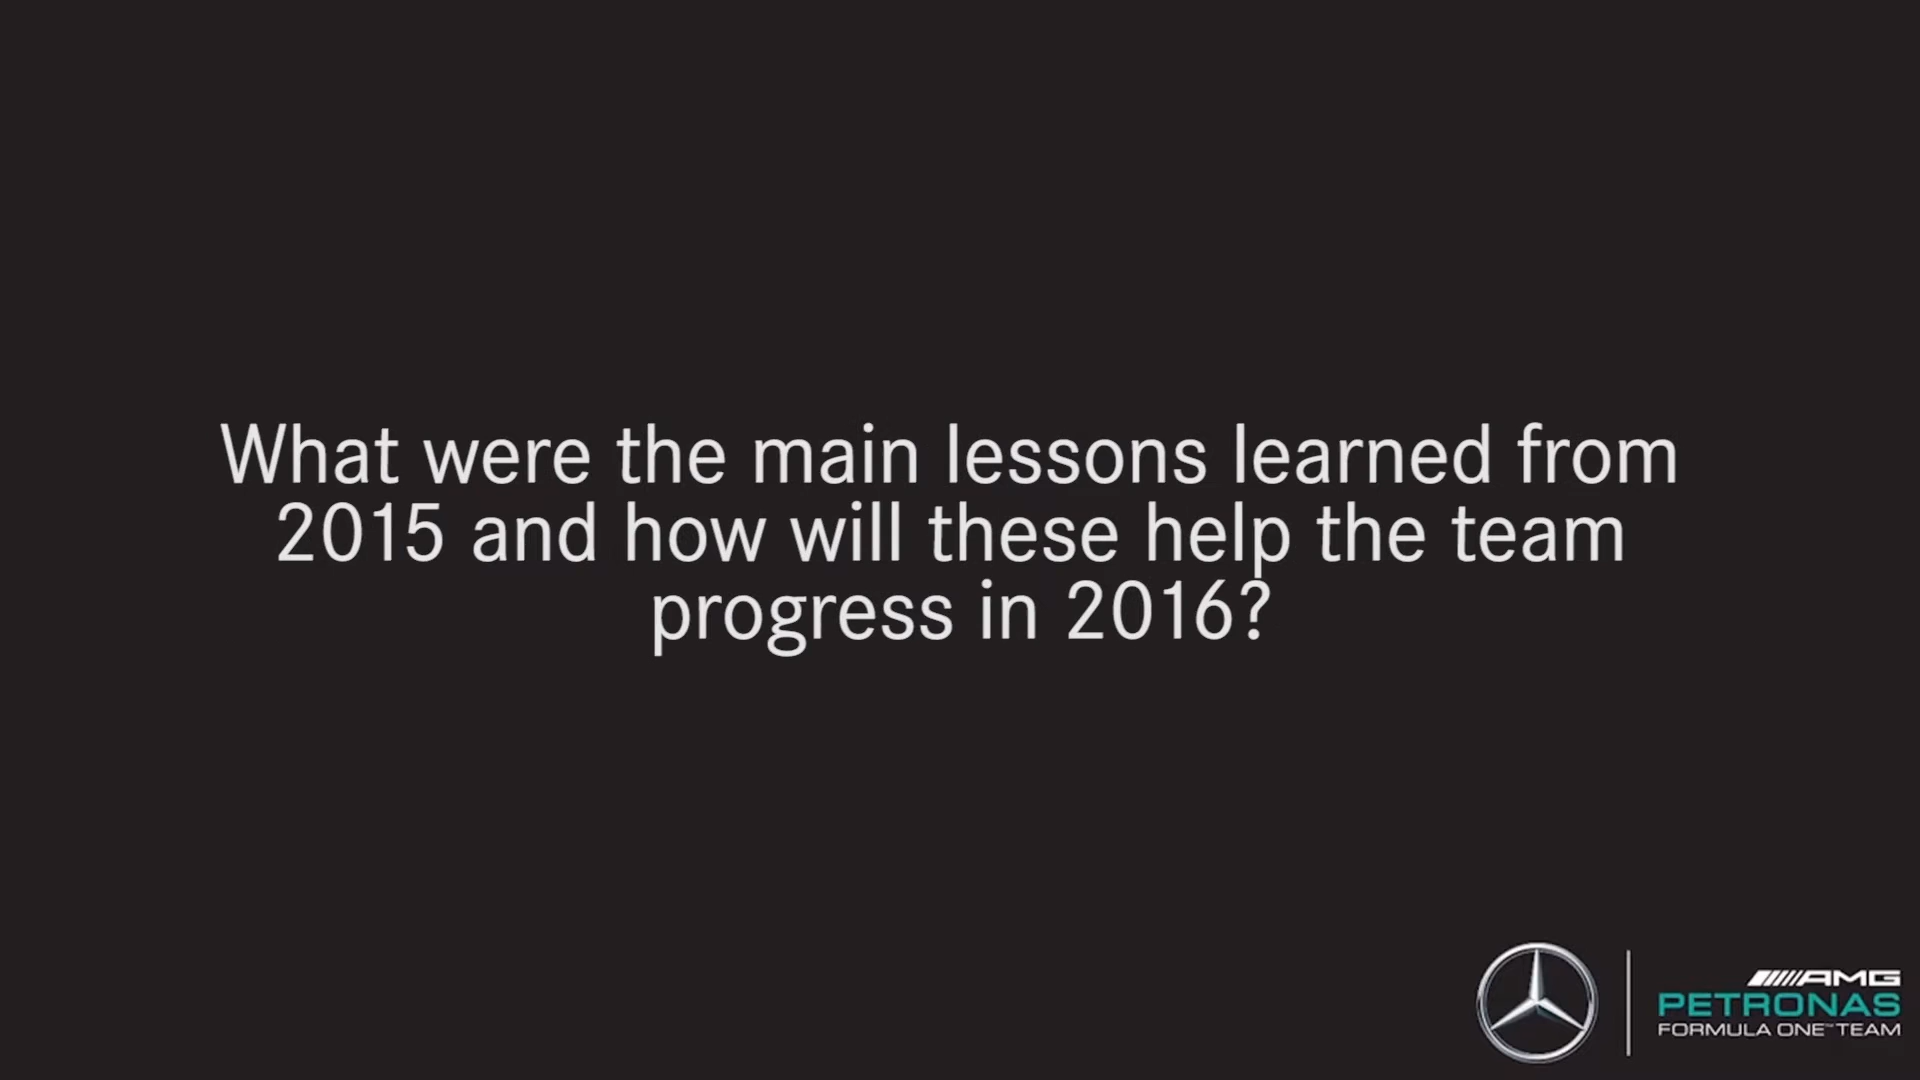 What were the main lessons learned from
2015 and how will these help the team
progress in 2016?
AMG
PETRONAS
FORMULA ONE™ TEAM